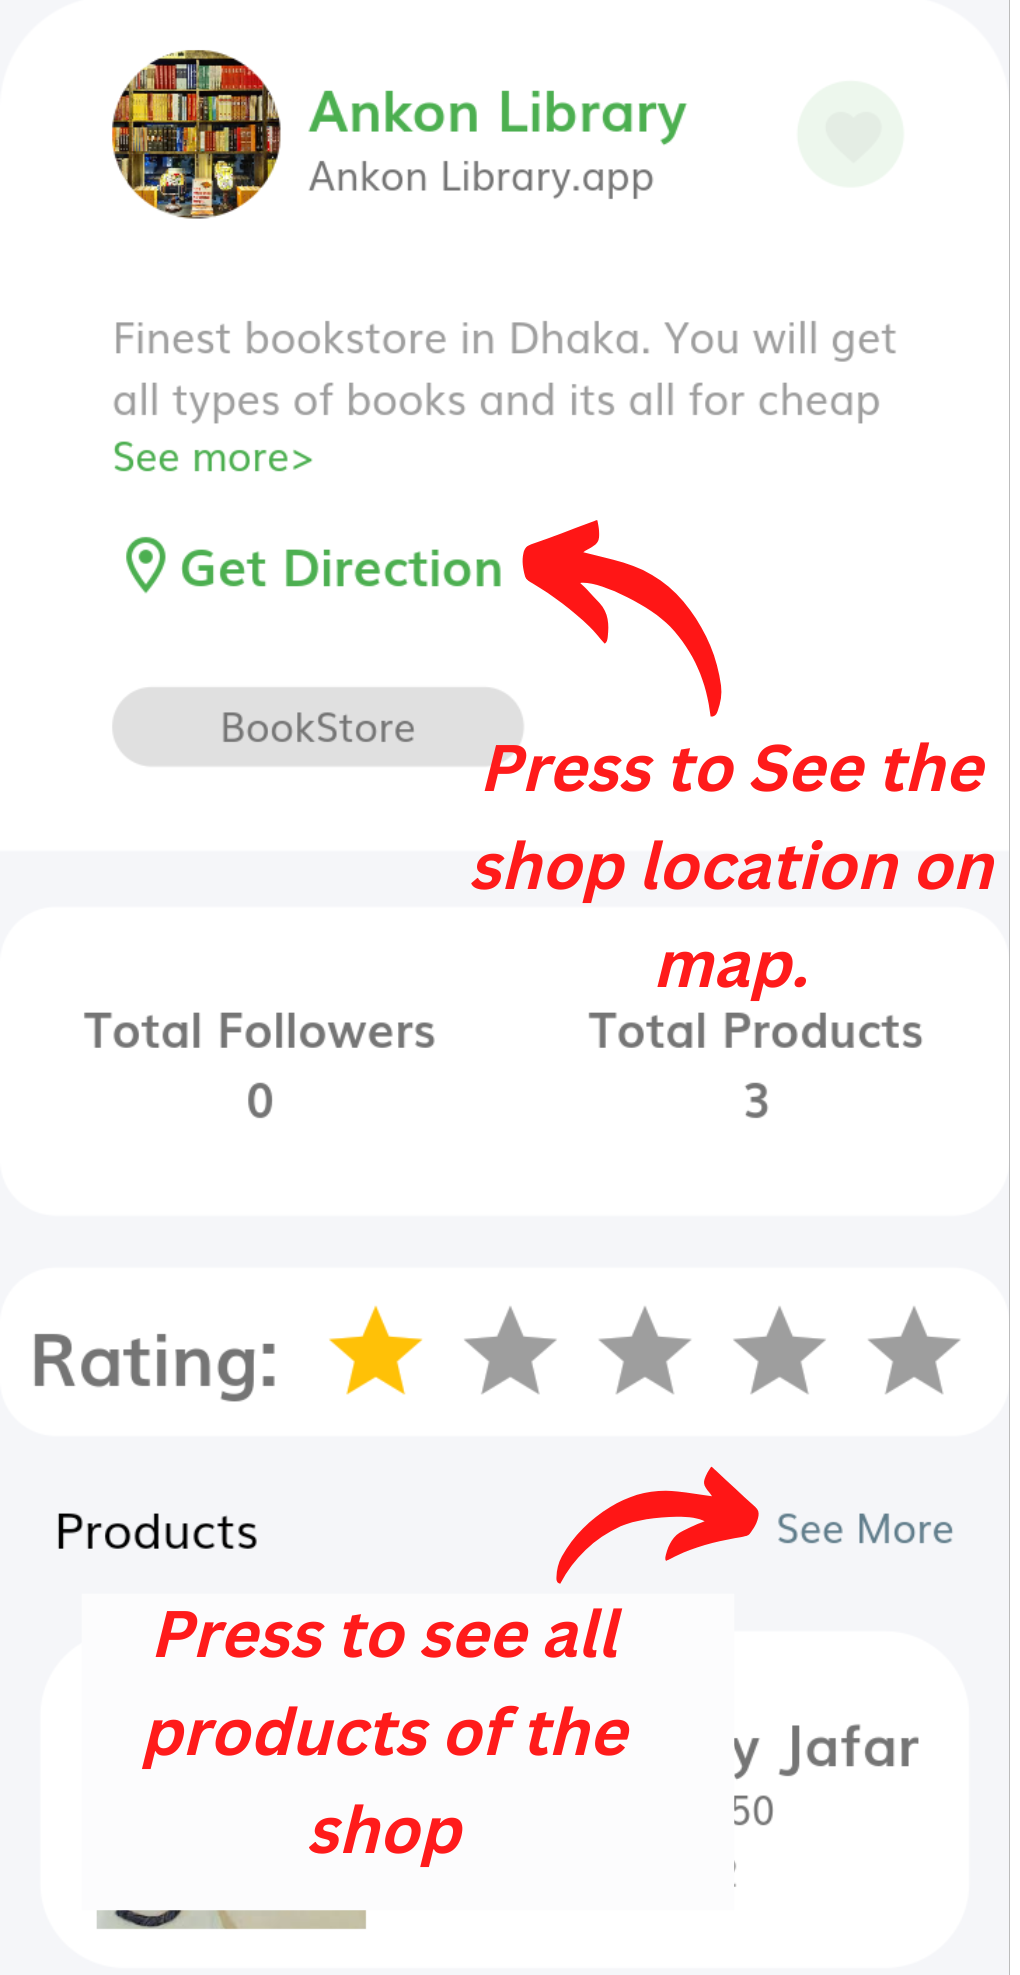 Ankon Library
Ankon Library.app
Finest bookstore in Dhaka. You will get
all types of books and its all for cheap
See more>
Get Direction
BookStore
Press to See the
shop location on
map.
Total Followers
Total Products
0
3
Rating:
Products
See More
Press to see all
products of the
shop
y Jafar
50